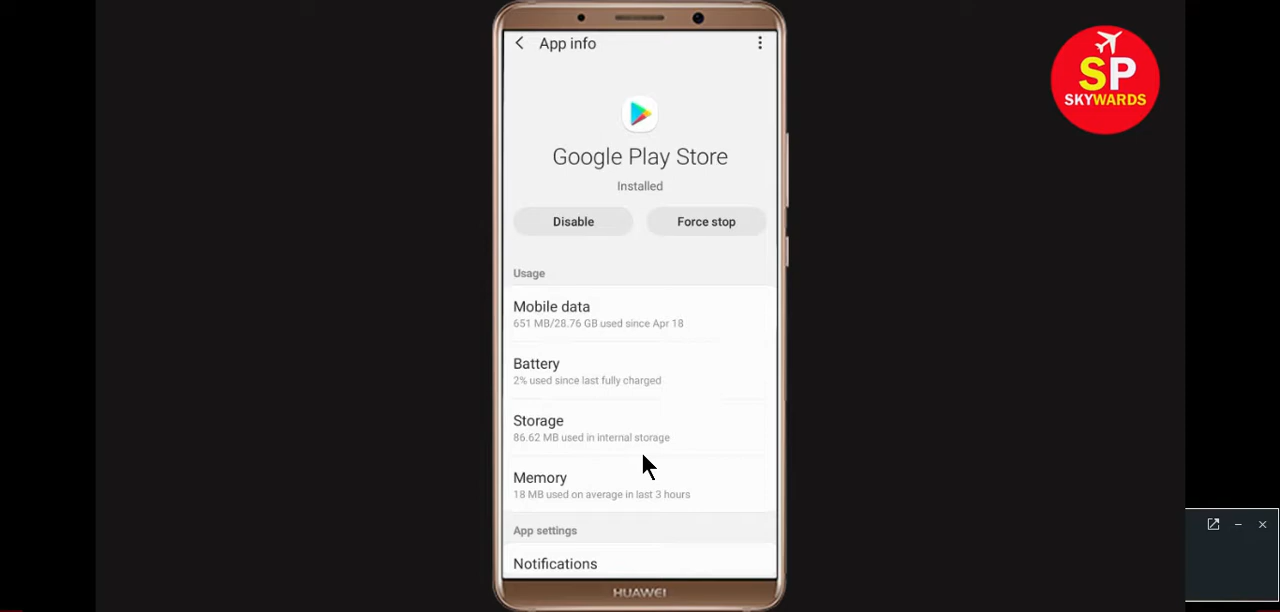 App info
SP
SKYWARDS
Google Play Store
Installed
Disable
Force stop
Usage
Mobile data
651 MB/28.76 GB used since Apr 18
Battery
2% used since last fully charged
Storage
86.62 MB used in internal storage
Memory
18 MB used on average in last 3 hours
App settings
Notifications
HUAWEI